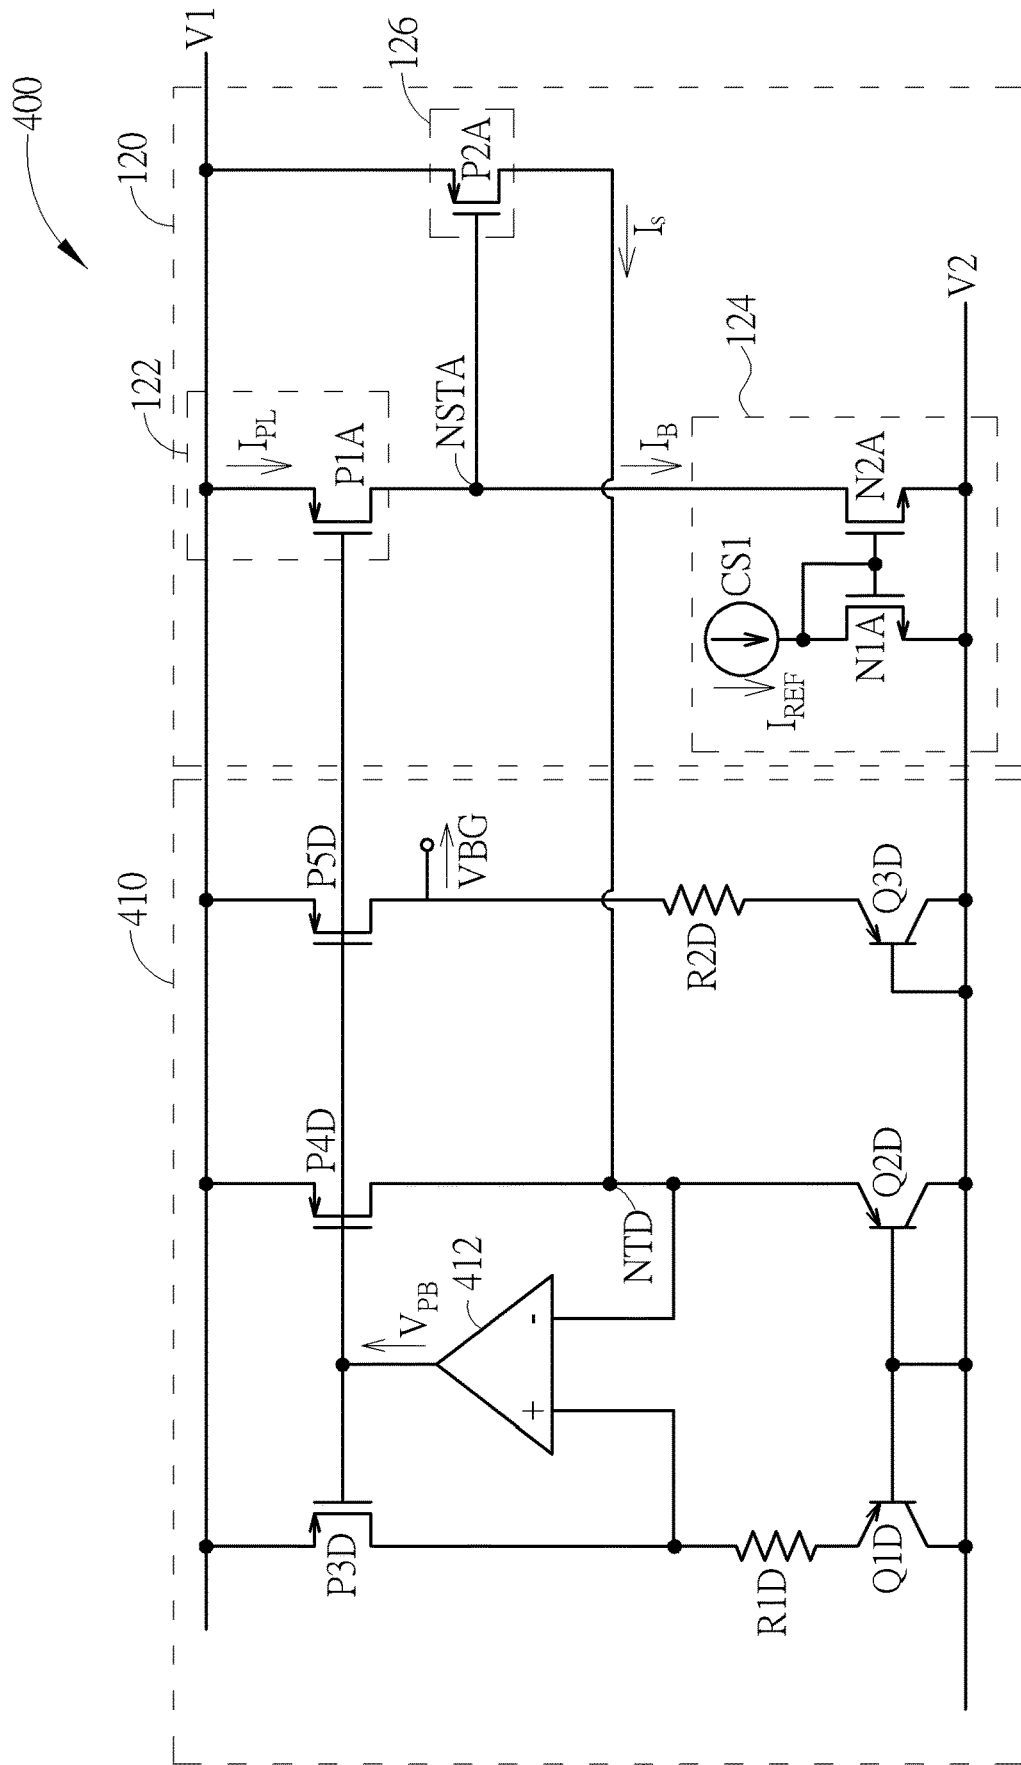 400
120
126
V1
122
I_PL
P1A
NSTA
P2A
I_S
I_B
124
V2
CS1
N2A
N1A
I_REF
410
P5D
VBG
R2D
Q3D
P4D
V_PB
412
NTD
-
+
Q2D
P3D
R1D
Q1D